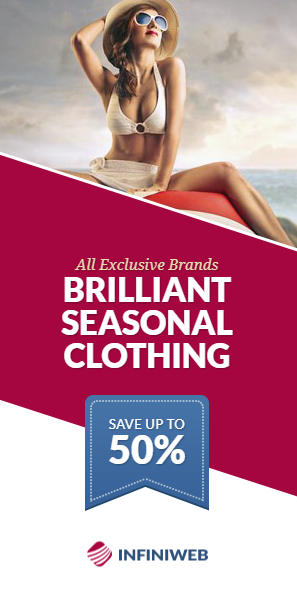 All Exclusive Brands
BRILLIANT
SEASONAL
CLOTHING
SAVE UP TO
50%
INFINIWEB